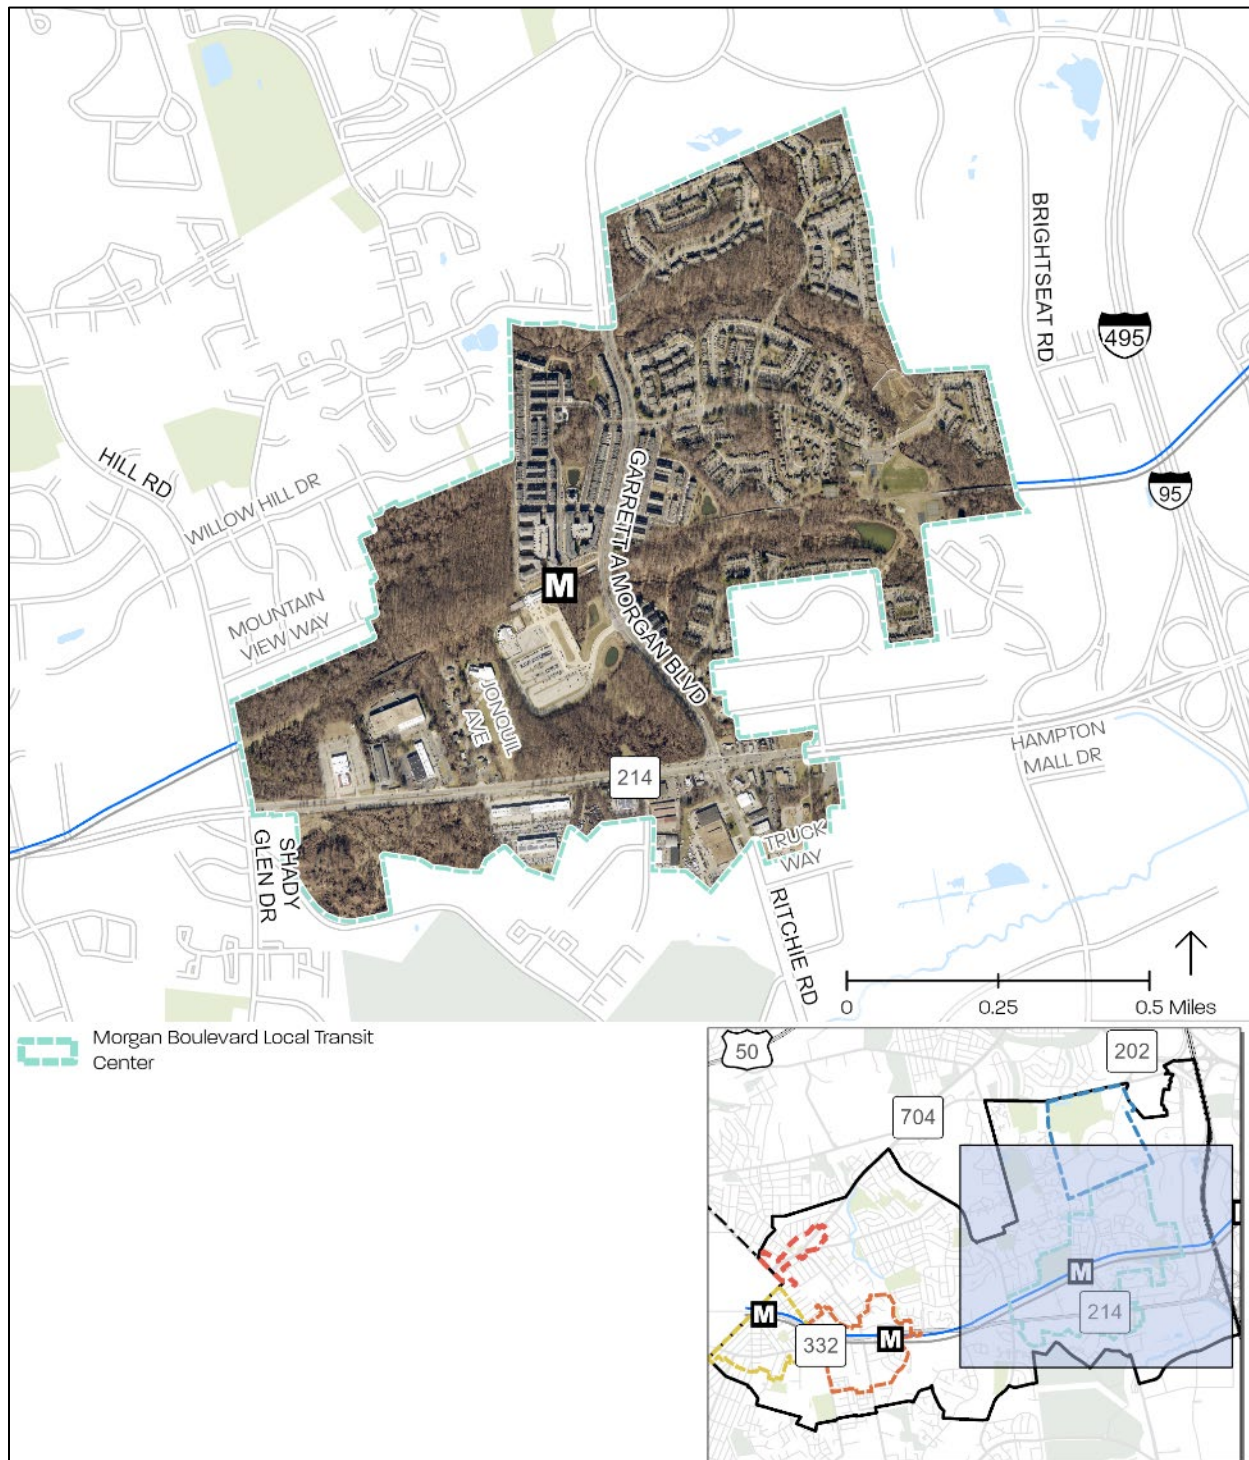 BRIGHTSEAT RD
495
95
HILL RD
WILLOW HILL DR
GARRETT A MORGAN BLVD
M
MOUNTAIN
VIEW WAY
JONQUIL
AVE
HAMPTON
MALL DR
214
SHADY
GLEN DR
TRUCK
WAY
RITCHIE RD
0
0.25
0.5 Miles
Morgan Boulevard Local Transit
Center
50
202
704
M
214
M
332
M